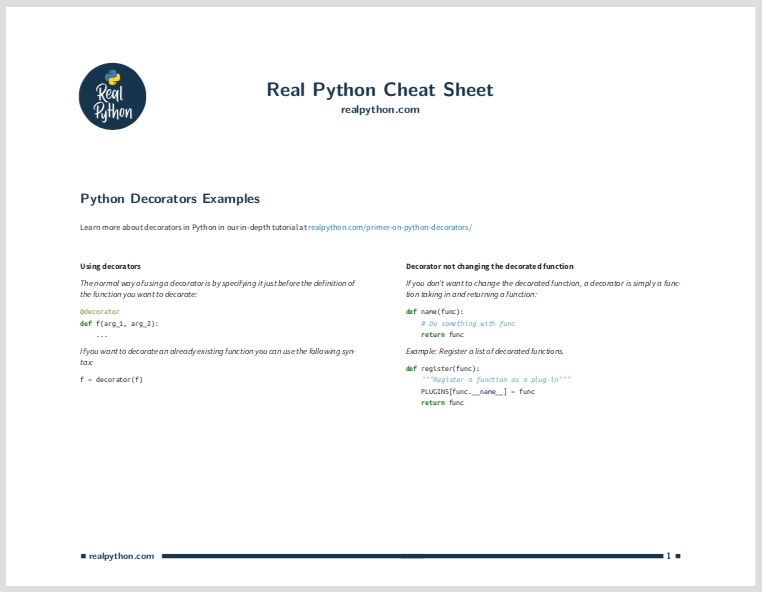 Real
Python
Real Python Cheat Sheet
realpython.com
Python Decorators Examples
Learn more about decorators in Python in our in-depth tutorial at realpython.com/primer-on-python-decorators/
Using decorators
The normal way of using a decorator is by specifying it just before the definition of
the function you want to decorate:
@decorator
def f(arg_1, arg_2):
    ...
If you want to decorate an already existing function you can use the following syn-
tax:
f = decorator(f)
Decorator not changing the decorated function
If you don't want to change the decorated function, a decorator is simply a func-
tion taking in and returning a function:
def name(func):
    # Do something with func
    return func
Example: Register a list of decorated functions.
def register(func):
    """Register a function as a plug-in"""
    PLUGINS[func.__name__] = func
    return func
realpython.com
1